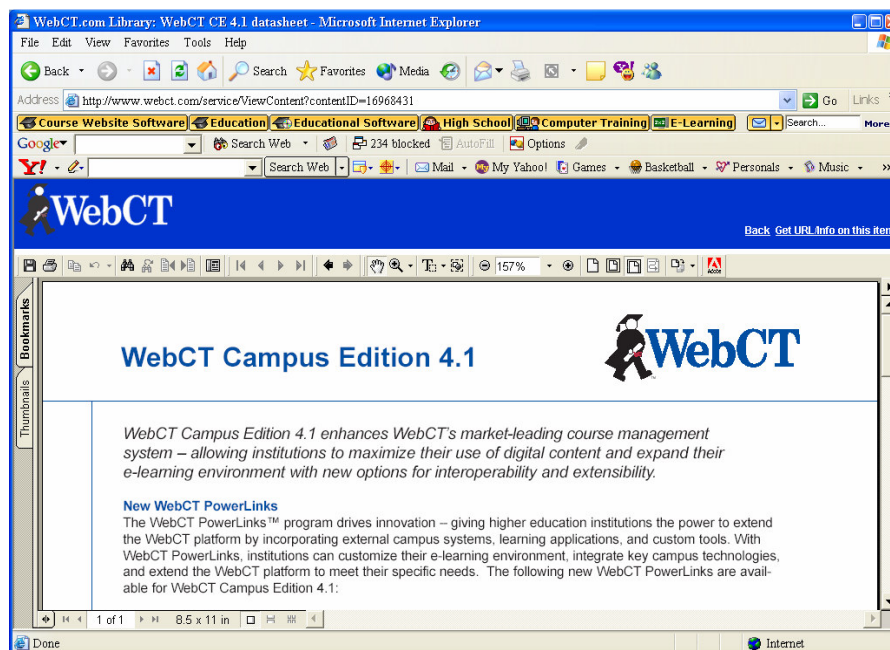 WebCT.com Library: WebCT CE 4.1 datasheet - Microsoft Internet Explorer
File Edit View Favorites Tools Help
Back Search Favorites Media
Address http://www.webct.com/service/ViewContent?contentID=16968431 Go Links
Course Website Software Education Educational Software High School Computer Training E-Learning Search... More
Google Search Web 234 blocked AutoFill Options
Y! Search Web Mail My Yahoo! Games Basketball Personals Music »
WebCT
Back Get URL/Info on this item
157% Adobe
Bookmarks
Thumbnails
WebCT Campus Edition 4.1
WebCT
WebCT Campus Edition 4.1 enhances WebCT's market-leading course management
system – allowing institutions to maximize their use of digital content and expand their
e-learning environment with new options for interoperability and extensibility.
New WebCT PowerLinks
The WebCT PowerLinks™ program drives innovation – giving higher education institutions the power to extend
the WebCT platform by incorporating external campus systems, learning applications, and custom tools. With
WebCT PowerLinks, institutions can customize their e-learning environment, integrate key campus technologies,
and extend the WebCT platform to meet their specific needs. The following new WebCT PowerLinks are avail-
able for WebCT Campus Edition 4.1:
1 of 1 8.5 x 11 in
Done Internet